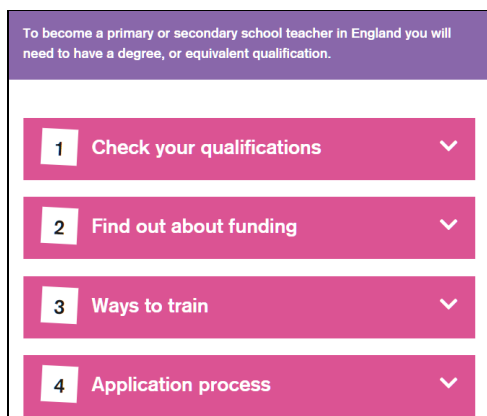 To become a primary or secondary school teacher in England you will
need to have a degree, or equivalent qualification.
1 Check your qualifications
2 Find out about funding
3 Ways to train
4 Application process